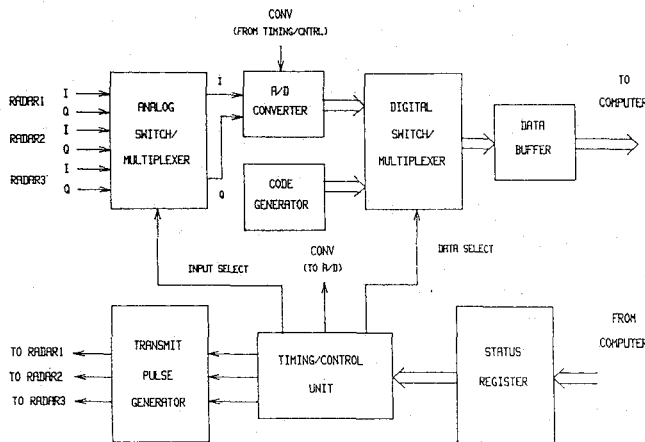 CONV
(FROM TIMING/CNTRL)
I
Q
I
Q
I
Q
RADAR1
RADAR2
RADAR3
ANALOG
SWITCH/
MULTIPLEXER
I
Q
A/D
CONVERTER
CODE
GENERATOR
DIGITAL
SWITCH/
MULTIPLEXER
DATA
BUFFER
TO
COMPUTER
INPUT SELECT
CONV
(TO A/D)
DATA SELECT
TO RADAR1
TO RADAR2
TO RADAR3
TRANSMIT
PULSE
GENERATOR
TIMING/CONTROL
UNIT
STATUS
REGISTER
FROM
COMPUTER